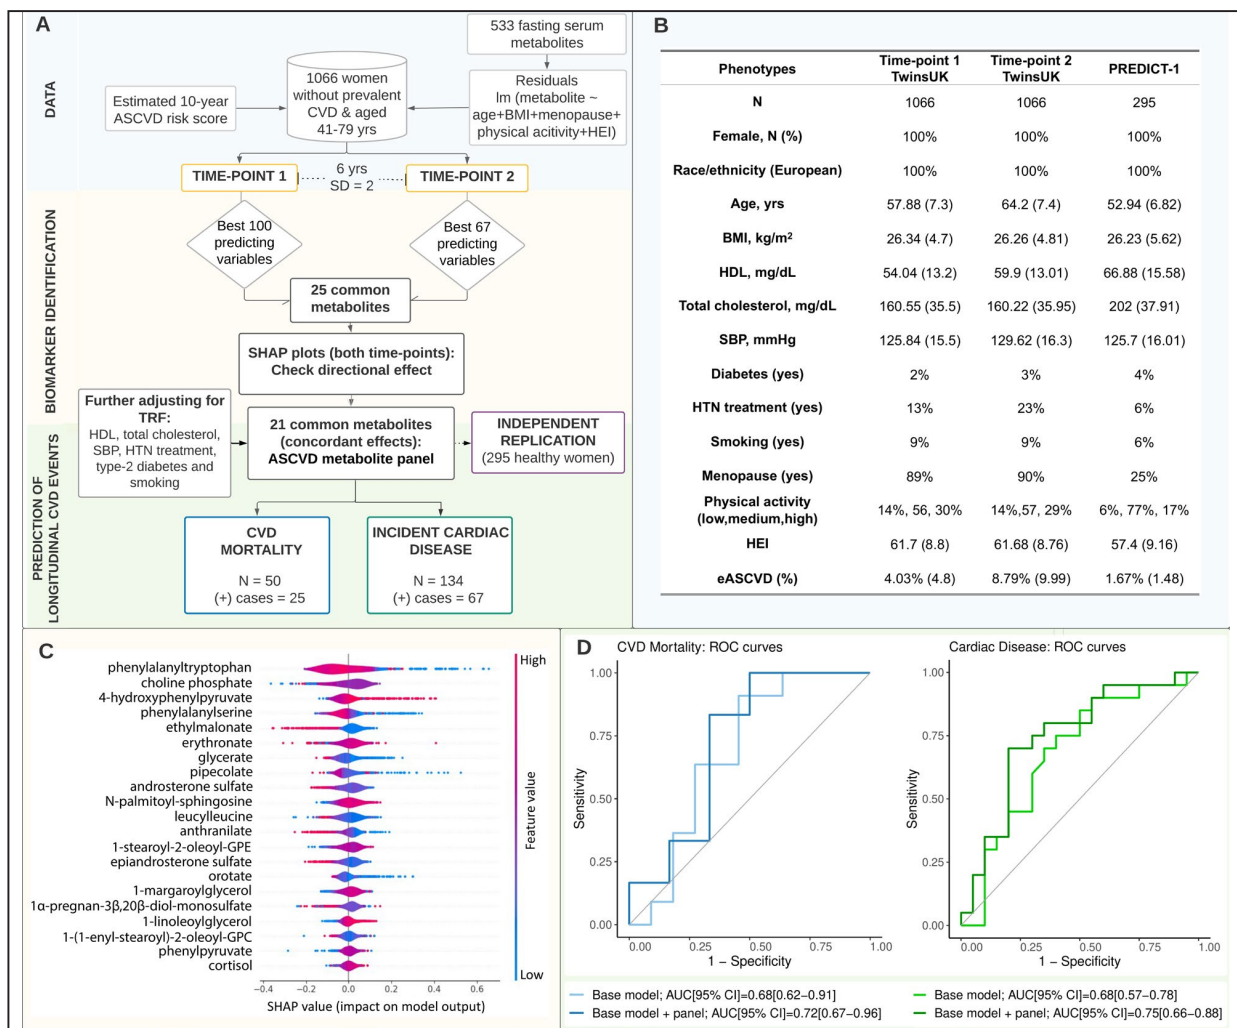 A
533 fasting serum
metabolites
1066 women
without prevalent
CVD & aged
41-79 yrs
Estimated 10-year
ASCVD risk score
Residuals
lm (metabolite ~
age+BMI+menopause+
physical acitivity+HEI)
DATA
TIME-POINT 1
6 yrs
SD = 2
TIME-POINT 2
BIOMARKER IDENTIFICATION
Best 100
predicting
variables
Best 67
predicting
variables
25 common
metabolites
SHAP plots (both time-points):
Check directional effect
Further adjusting for
TRF:
HDL, total cholesterol,
SBP, HTN treatment,
type-2 diabetes and
smoking
21 common metabolites
(concordant effects):
ASCVD metabolite panel
INDEPENDENT
REPLICATION
(295 healthy women)
PREDICTION OF
LONGITUDINAL CVD EVENTS
CVD
MORTALITY
N = 50
(+) cases = 25
INCIDENT CARDIAC
DISEASE
N = 134
(+) cases = 67
B
Phenotypes Time-point 1 TwinsUK Time-point 2 TwinsUK PREDICT-1
N 1066 1066 295
Female, N (%) 100% 100% 100%
Race/ethnicity (European) 100% 100% 100%
Age, yrs 57.88 (7.3) 64.2 (7.4) 52.94 (6.82)
BMI, kg/m² 26.34 (4.7) 26.26 (4.81) 26.23 (5.62)
HDL, mg/dL 54.04 (13.2) 59.9 (13.01) 66.88 (15.58)
Total cholesterol, mg/dL 160.55 (35.5) 160.22 (35.95) 202 (37.91)
SBP, mmHg 125.84 (15.5) 129.62 (16.3) 125.7 (16.01)
Diabetes (yes) 2% 3% 4%
HTN treatment (yes) 13% 23% 6%
Smoking (yes) 9% 9% 6%
Menopause (yes) 89% 90% 25%
Physical activity
(low,medium,high) 14%, 56, 30% 14%,57, 29% 6%, 77%, 17%
HEI 61.7 (8.8) 61.68 (8.76) 57.4 (9.16)
eASCVD (%) 4.03% (4.8) 8.79% (9.99) 1.67% (1.48)
C
phenylalanyltryptophan
choline phosphate
4-hydroxyphenylpyruvate
phenylalanylserine
ethylmalonate
erythronate
glycerate
pipecolate
androsterone sulfate
N-palmitoyl-sphingosine
leucylleucine
anthranilate
1-stearoyl-2-oleoyl-GPE
epiandrosterone sulfate
orotate
1-margaroylglycerol
1α-pregnan-3β,20β-diol-monosulfate
1-linoleoylglycerol
1-(1-enyl-stearoyl)-2-oleoyl-GPC
phenylpyruvate
cortisol
−0.4 −0.2 0.0 0.2 0.4 0.6
SHAP value (impact on model output)
High
Feature value
Low
D
CVD Mortality: ROC curves
1.00
0.75
0.50
0.25
0.00
Sensitivity
0.00 0.25 0.50 0.75 1.00
1 − Specificity
Cardiac Disease: ROC curves
1.00
0.75
0.50
0.25
0.00
Sensitivity
0.00 0.25 0.50 0.75 1.00
1 − Specificity
Base model; AUC[95% CI]=0.68[0.62−0.91]
Base model + panel; AUC[95% CI]=0.72[0.67−0.96]
Base model; AUC[95% CI]=0.68[0.57−0.78]
Base model + panel; AUC[95% CI]=0.75[0.66−0.88]